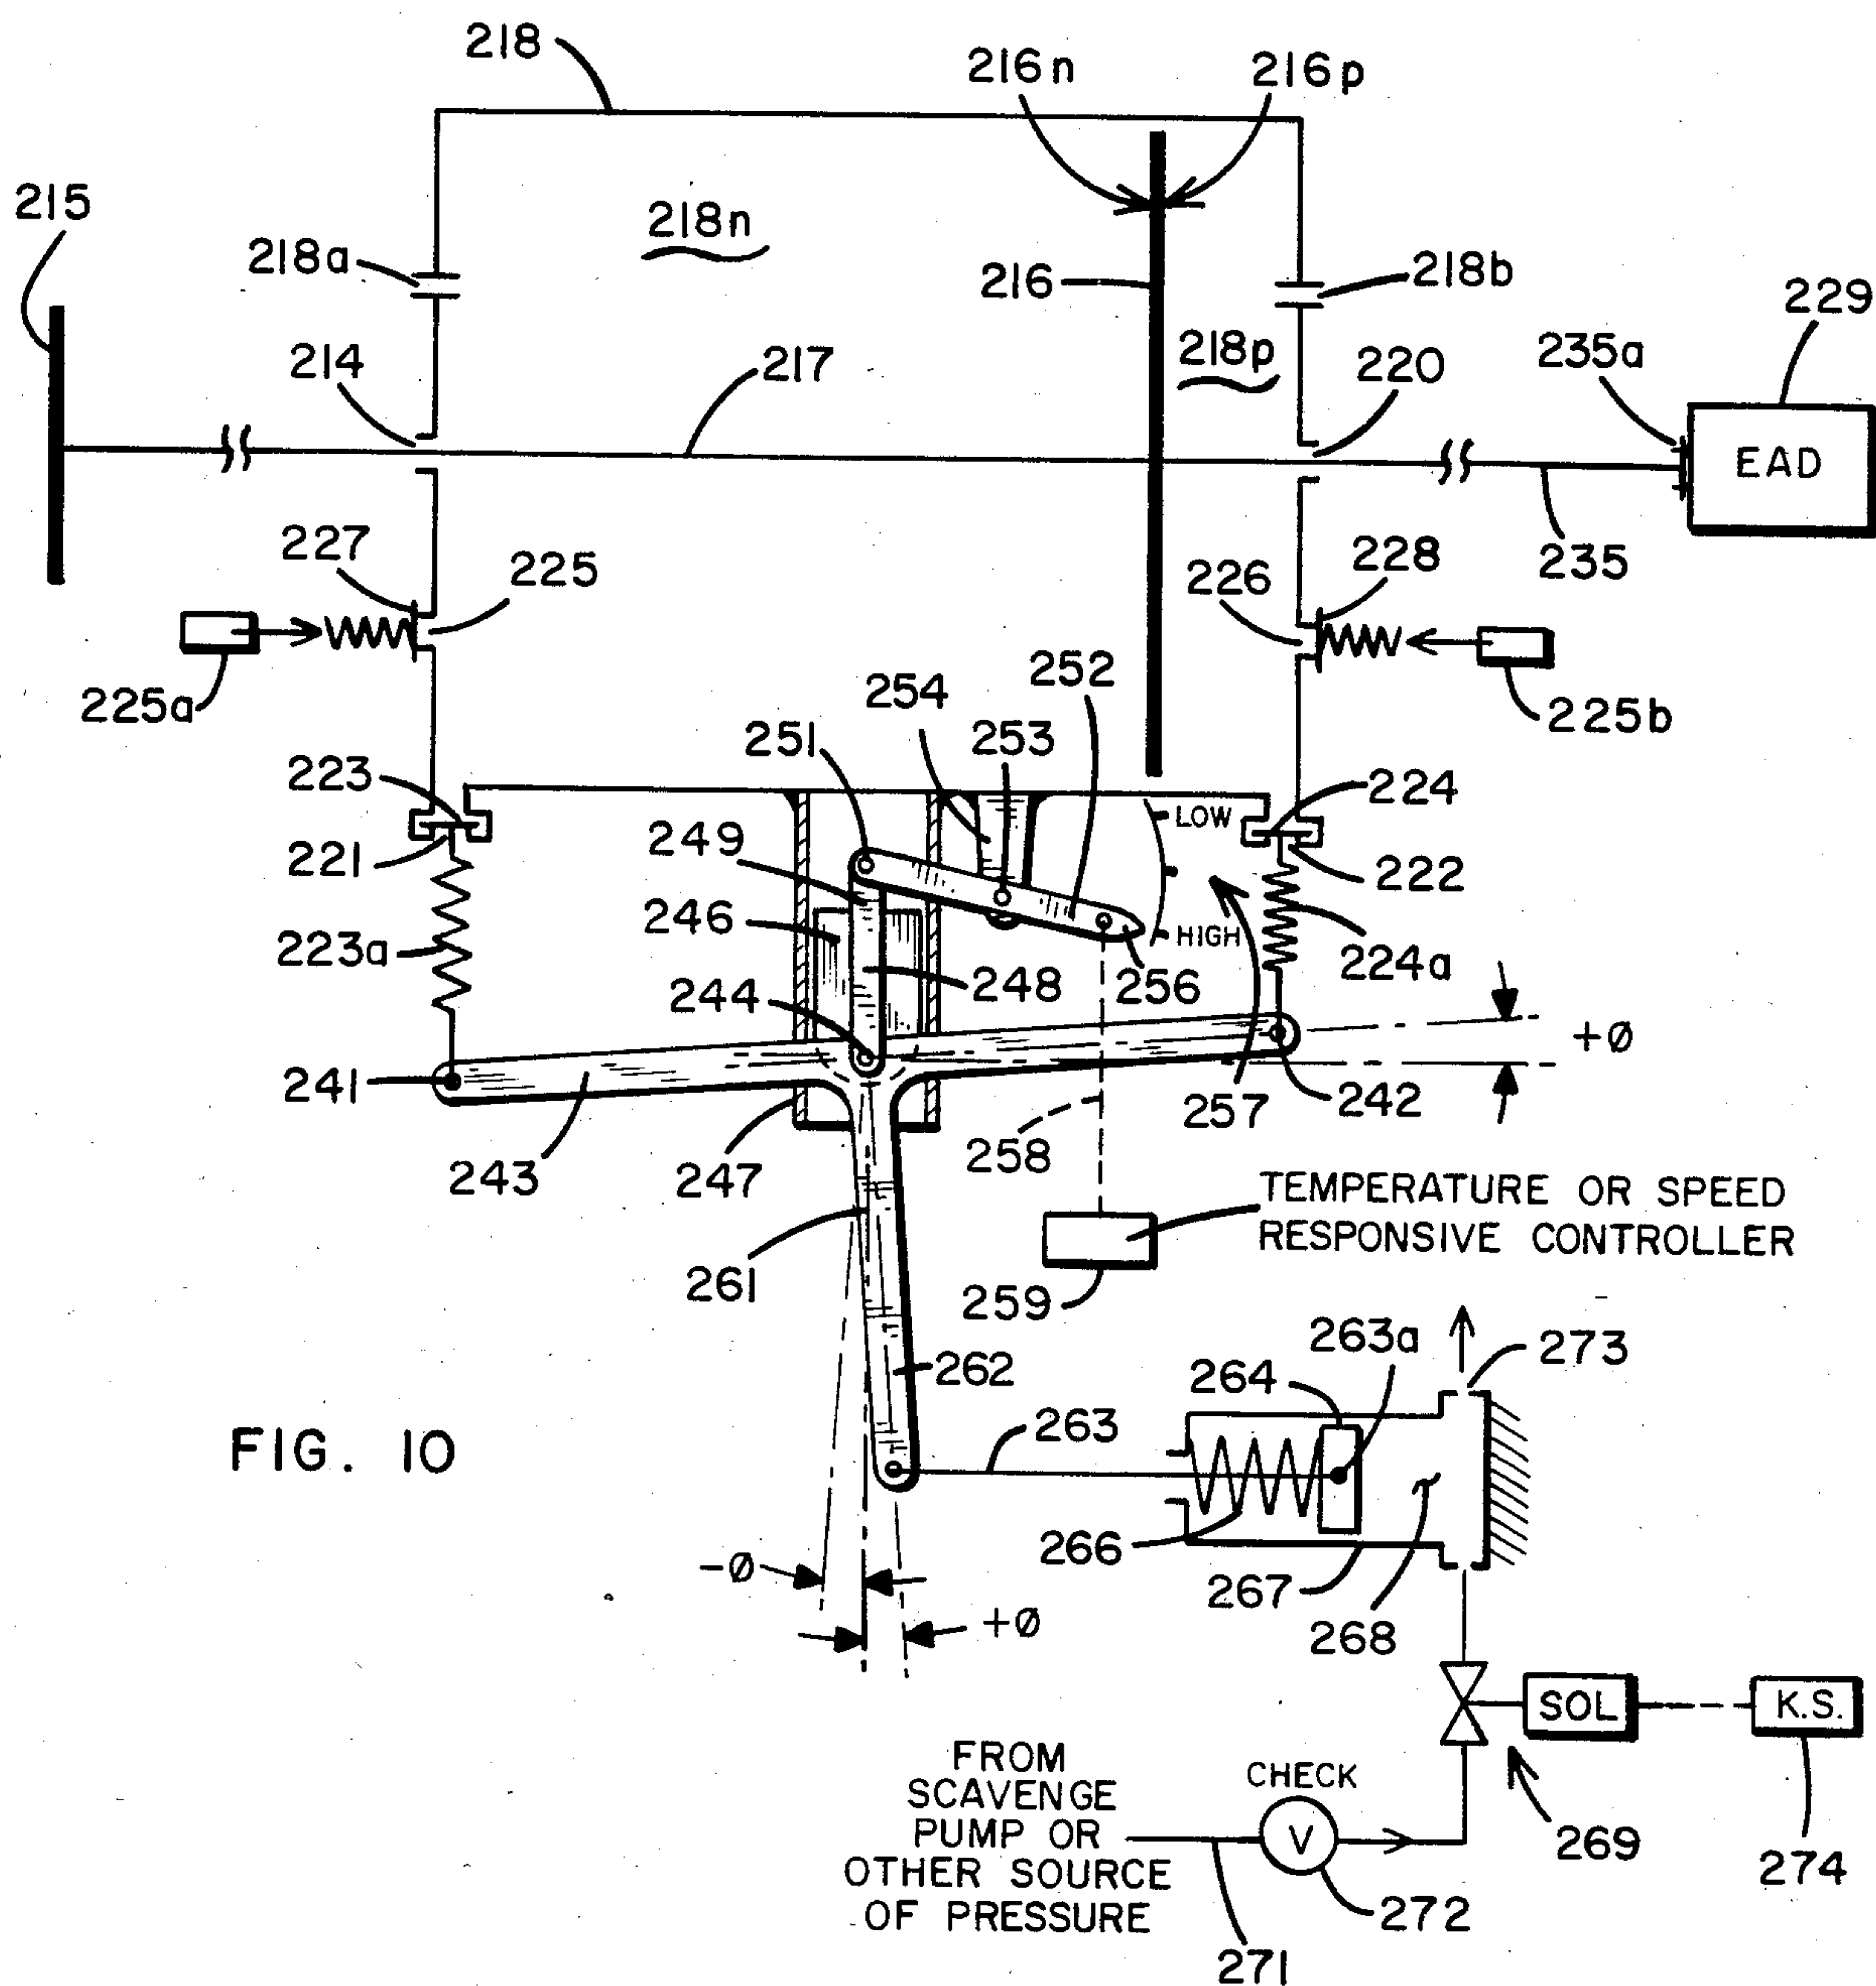 218
216n
216p
215
218a
218n
216
218b
229
214
217
218p
220
235a
EAD
227
225
226
228
235
225a
225b
254
252
251
253
223
224
LOW
249
221
222
246
223a
HIGH
248
256
224a
244
+Ø
241
257
242
243
247
258
TEMPERATURE OR SPEED
RESPONSIVE CONTROLLER
261
259
263a
273
264
262
263
FIG. 10
266
267
268
-Ø
+Ø
SOL
K.S.
FROM
SCAVENGE
PUMP OR
OTHER SOURCE
OF PRESSURE
CHECK
V
269
274
272
271